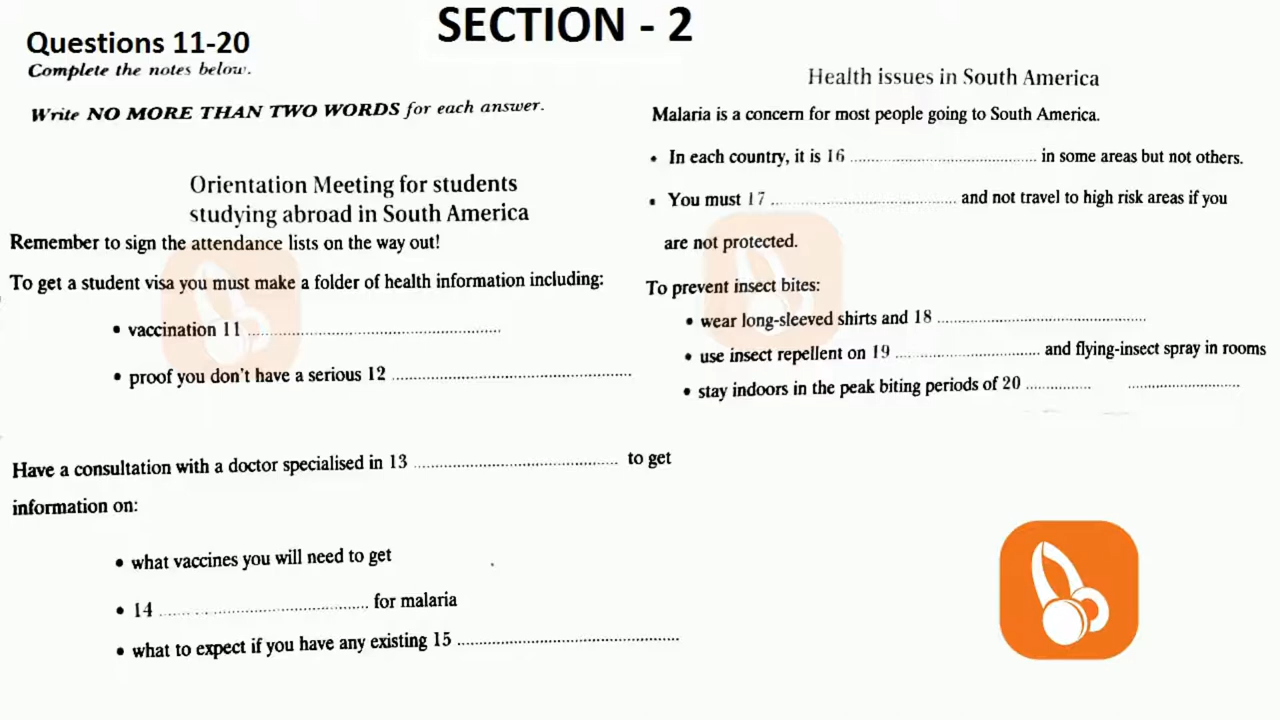 SECTION - 2
Questions 11-20
Complete the notes below.
Write NO MORE THAN TWO WORDS for each answer.
Orientation Meeting for students
studying abroad in South America
Remember to sign the attendance lists on the way out!
To get a student visa you must make a folder of health information including:
• vaccination 11 ........................................
• proof you don't have a serious 12 ........................................
Have a consultation with a doctor specialised in 13 ........................................ to get
information on:
• what vaccines you will need to get
• 14 ........................................ for malaria
• what to expect if you have any existing 15 ........................................
Health issues in South America
Malaria is a concern for most people going to South America.
• In each country, it is 16 ........................................ in some areas but not others.
• You must 17 ........................................ and not travel to high risk areas if you
are not protected.
To prevent insect bites:
• wear long-sleeved shirts and 18 ........................................
• use insect repellent on 19 ........................................ and flying-insect spray in rooms
• stay indoors in the peak biting periods of 20 ............... ...........................